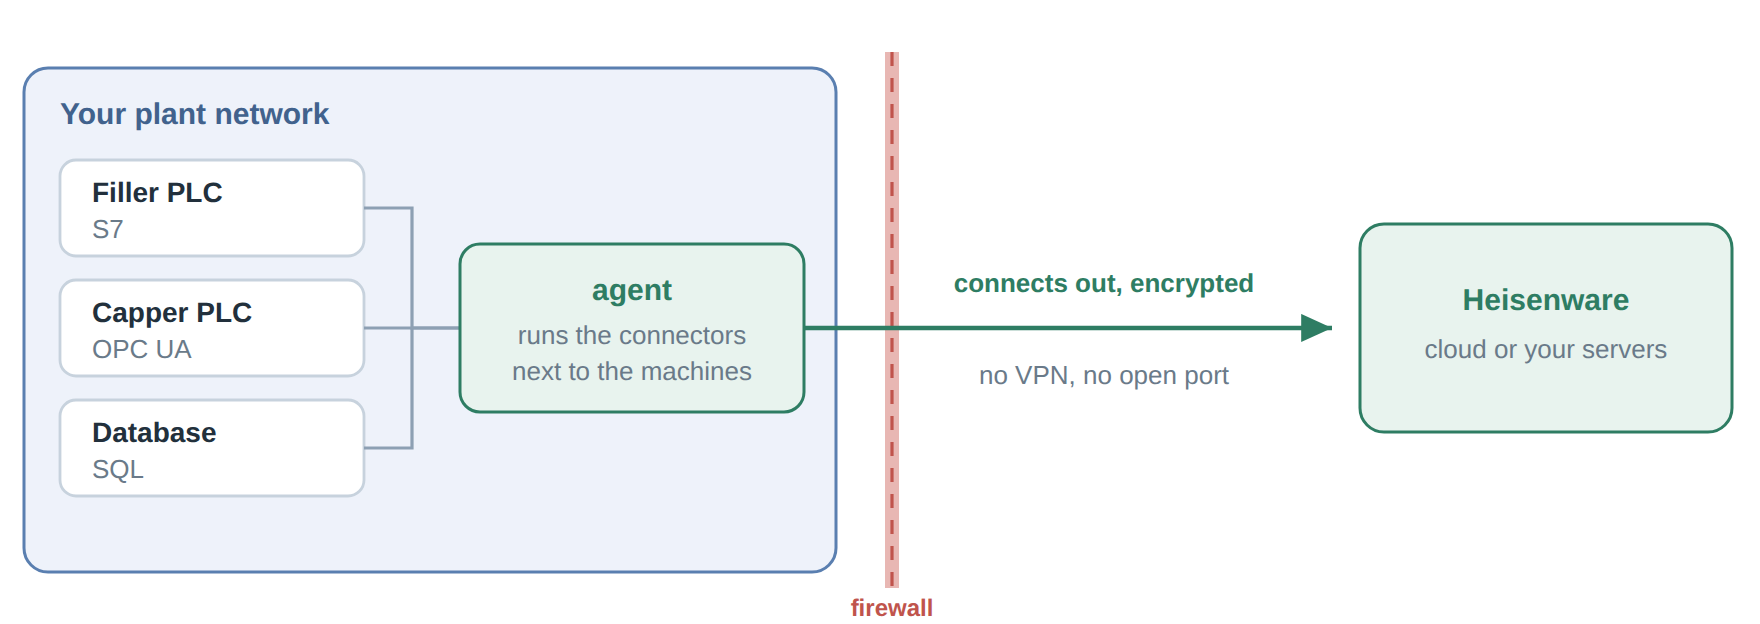 Your plant network
Filler PLC
S7
Capper PLC
OPC UA
Database
SQL
agent
runs the connectors
next to the machines
connects out, encrypted
no VPN, no open port
Heisenware
cloud or your servers
firewall